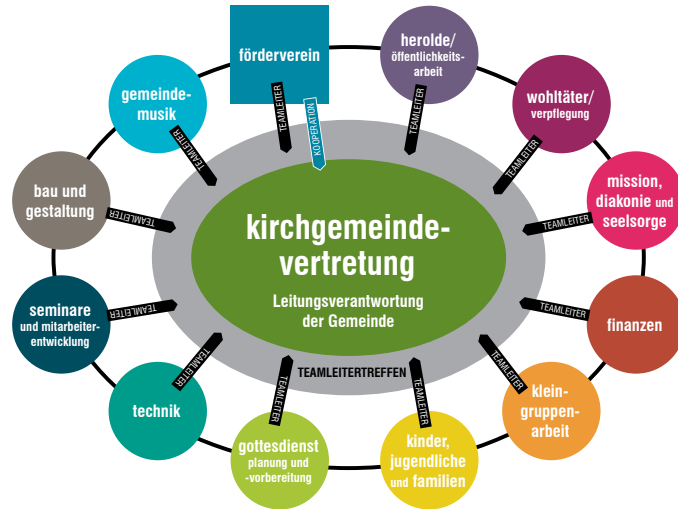 förderverein
TEAMLEITER
KOOPERATION
herolde/
öffentlichkeits-
arbeit
TEAMLEITER
wohltäter/
verpflegung
TEAMLEITER
mission,
diakonie und
seelsorge
TEAMLEITER
finanzen
TEAMLEITER
klein-
gruppen-
arbeit
TEAMLEITER
kinder,
jugendliche
und familien
TEAMLEITER
gottesdienst
planung und
-vorbereitung
TEAMLEITER
technik
TEAMLEITER
seminare
und mitarbeiter-
entwicklung
TEAMLEITER
bau und
gestaltung
TEAMLEITER
gemeinde-
musik
TEAMLEITER
kirchgemeinde-
vertretung
Leitungsverantwortung
der Gemeinde
TEAMLEITERTREFFEN